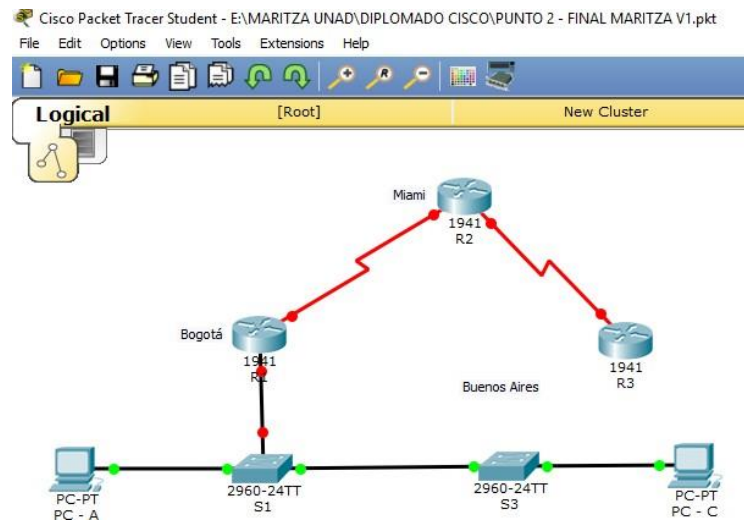 Cisco Packet Tracer Student - E:\MARITZA UNAD\DIPLOMADO CISCO\PUNTO 2 - FINAL MARITZA V1.pkt
File Edit Options View Tools Extensions Help
Logical [Root] New Cluster
Miami
1941
R2
Bogotá
1941
R1
1941
R3
Buenos Aires
PC-PT
PC - A
2960-24TT
S1
2960-24TT
S3
PC-PT
PC - C